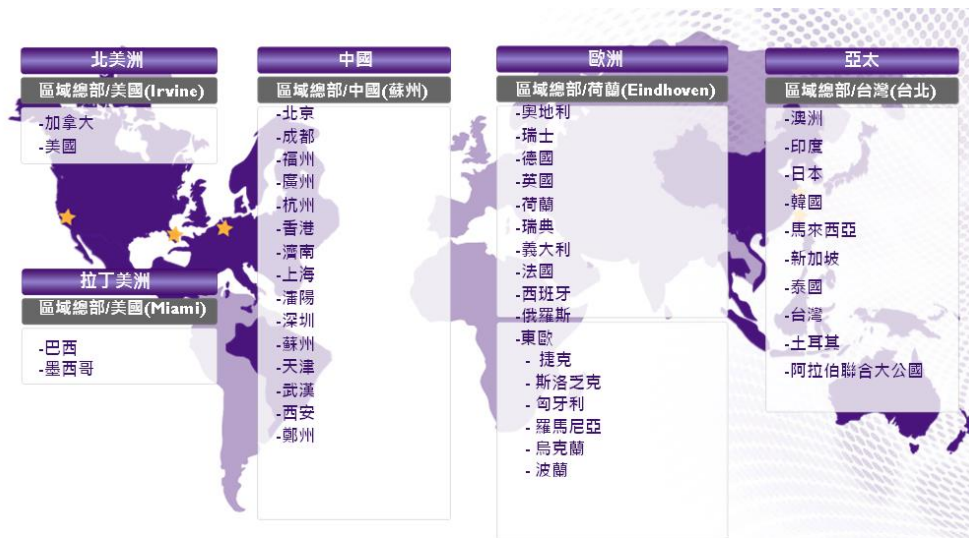 北美洲
區域總部/美國(Irvine)
-加拿大
-美國
拉丁美洲
區域總部/美國(Miami)
-巴西
-墨西哥
中國
區域總部/中國(蘇州)
-北京
-成都
-福州
-廣州
-杭州
-香港
-濟南
-上海
-瀋陽
-深圳
-蘇州
-天津
-武漢
-西安
-鄭州
歐洲
區域總部/荷蘭(Eindhoven)
-奧地利
-瑞士
-德國
-英國
-荷蘭
-瑞典
-義大利
-法國
-西班牙
-俄羅斯
-東歐
- 捷克
- 斯洛乏克
- 匈牙利
- 羅馬尼亞
- 烏克蘭
- 波蘭
亞太
區域總部/台灣(台北)
-澳洲
-印度
-日本
-韓國
-馬來西亞
-新加坡
-泰國
-台灣
-土耳其
-阿拉伯聯合大公國